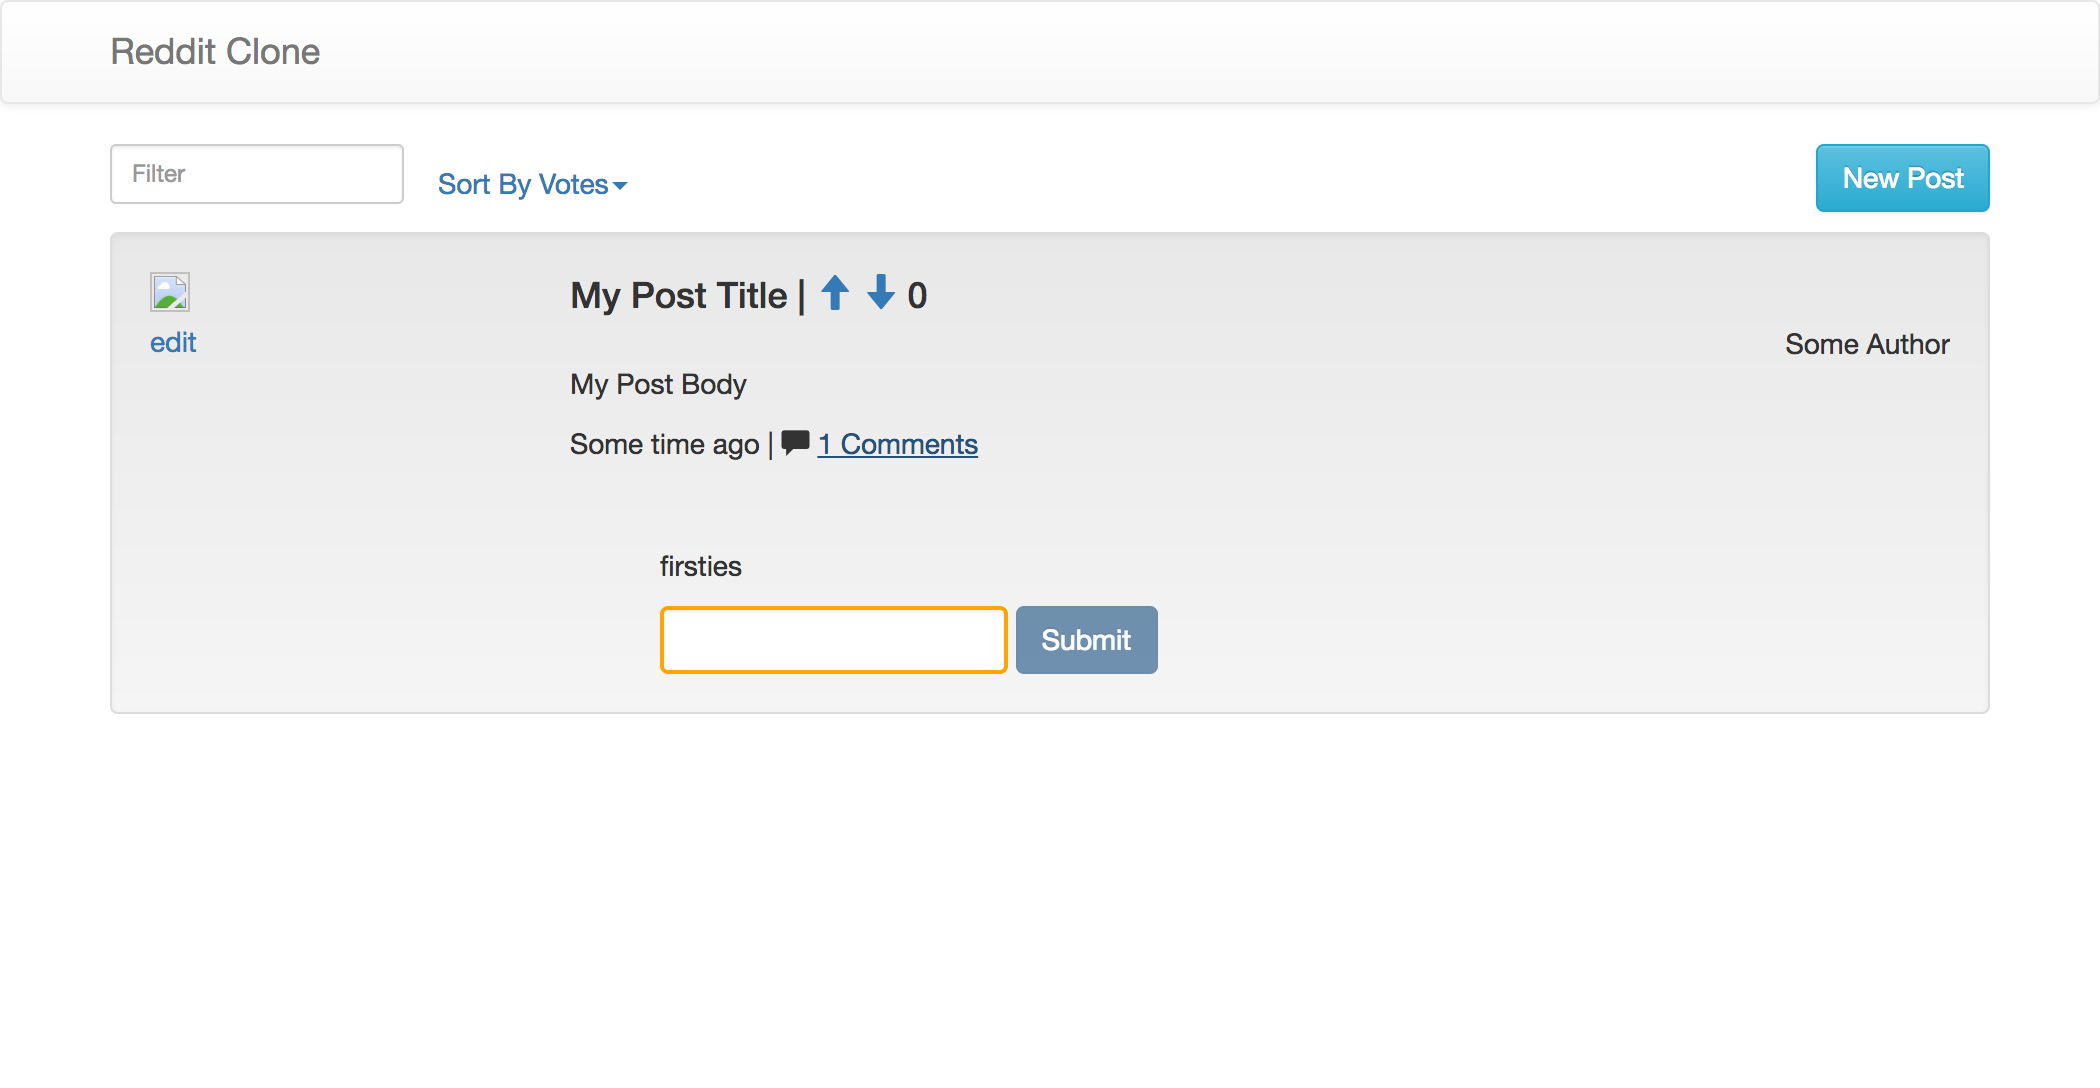 Reddit Clone
Filter
Sort By Votes
New Post
My Post Title | 0
edit
Some Author
My Post Body
Some time ago | 1 Comments
firsties
Submit